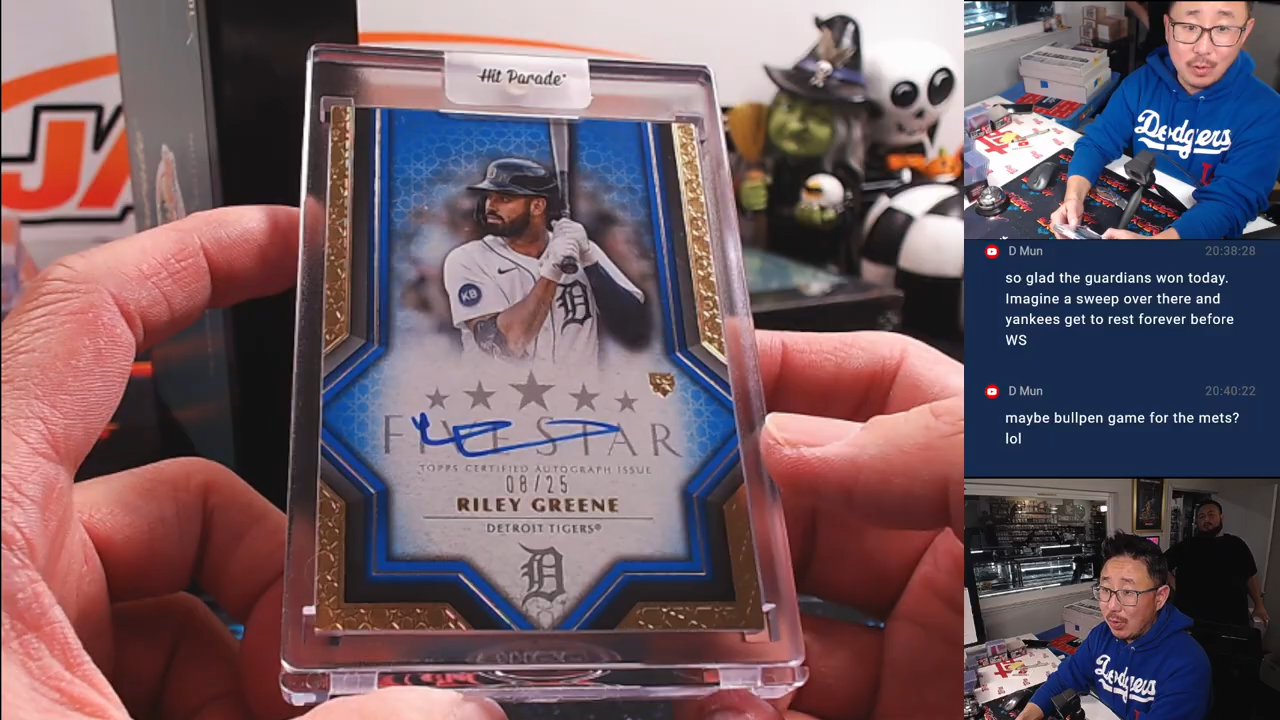 Hit Parade
JA
KB
D
FIVE STAR
TOPPS CERTIFIED AUTOGRAPH ISSUE
08/25
RILEY GREENE
DETROIT TIGERS®
D
Dodgers
D Mun 20:38:28
so glad the guardians won today.
Imagine a sweep over there and
yankees get to rest forever before
WS
D Mun 20:40:22
maybe bullpen game for the mets?
lol
Dodgers